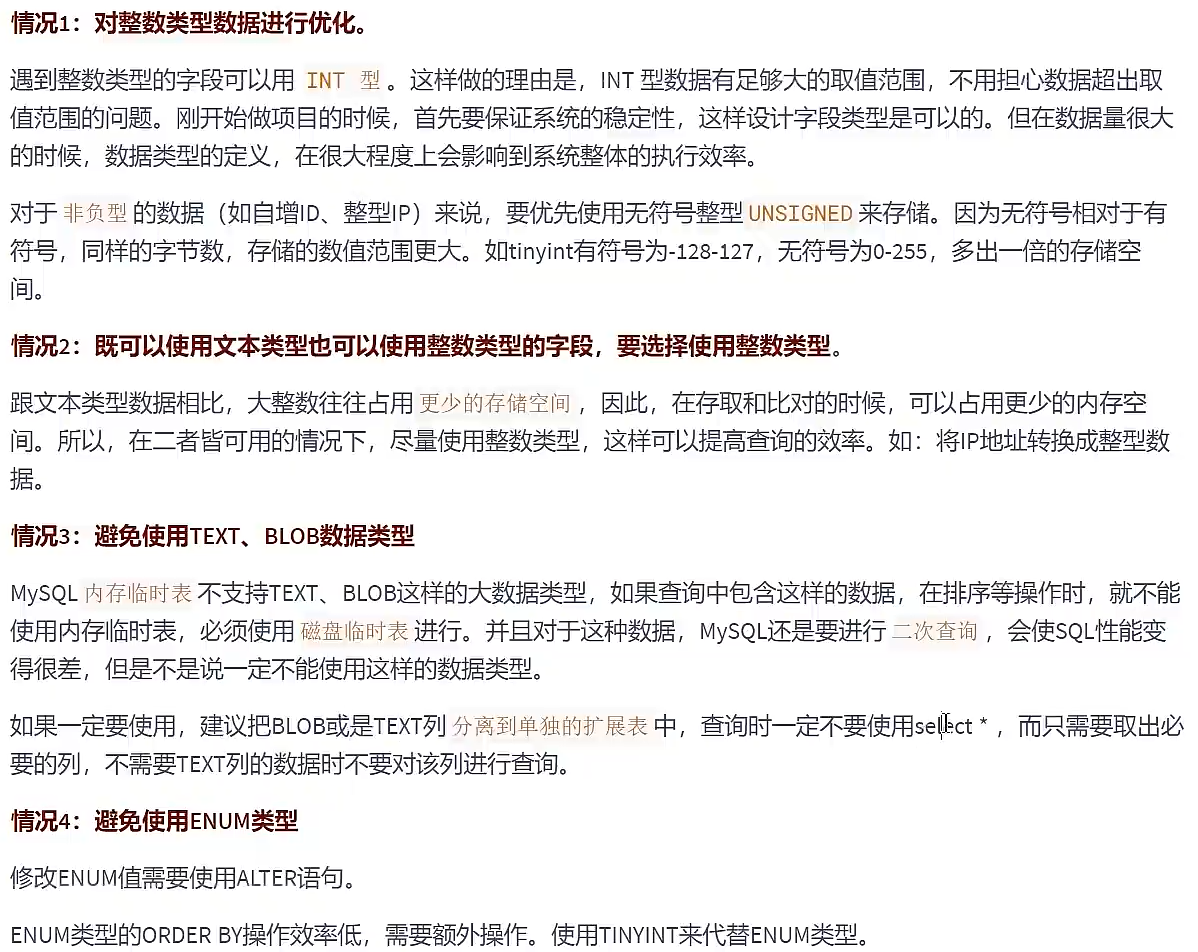 情况1：对整数类型数据进行优化。
遇到整数类型的字段可以用 INT 型 。这样做的理由是，INT 型数据有足够大的取值范围，不用担心数据超出取
值范围的问题。刚开始做项目的时候，首先要保证系统的稳定性，这样设计字段类型是可以的。但在数据量很大
的时候，数据类型的定义，在很大程度上会影响到系统整体的执行效率。
对于 非负型 的数据（如自增ID、整型IP）来说，要优先使用无符号整型 UNSIGNED 来存储。因为无符号相对于有
符号，同样的字节数，存储的数值范围更大。如tinyint有符号为-128-127，无符号为0-255，多出一倍的存储空
间。
情况2：既可以使用文本类型也可以使用整数类型的字段，要选择使用整数类型。
跟文本类型数据相比，大整数往往占用 更少的存储空间 ，因此，在存取和比对的时候，可以占用更少的内存空
间。所以，在二者皆可用的情况下，尽量使用整数类型，这样可以提高查询的效率。如：将IP地址转换成整型数
据。
情况3：避免使用TEXT、BLOB数据类型
MySQL 内存临时表 不支持TEXT、BLOB这样的大数据类型，如果查询中包含这样的数据，在排序等操作时，就不能
使用内存临时表，必须使用 磁盘临时表 进行。并且对于这种数据，MySQL还是要进行 二次查询 ，会使SQL性能变
得很差，但是不是说一定不能使用这样的数据类型。
如果一定要使用，建议把BLOB或是TEXT列 分离到单独的扩展表 中，查询时一定不要使用select * ，而只需要取出必
要的列，不需要TEXT列的数据时不要对该列进行查询。
情况4：避免使用ENUM类型
修改ENUM值需要使用ALTER语句。
ENUM类型的ORDER BY操作效率低，需要额外操作。使用TINYINT来代替ENUM类型。